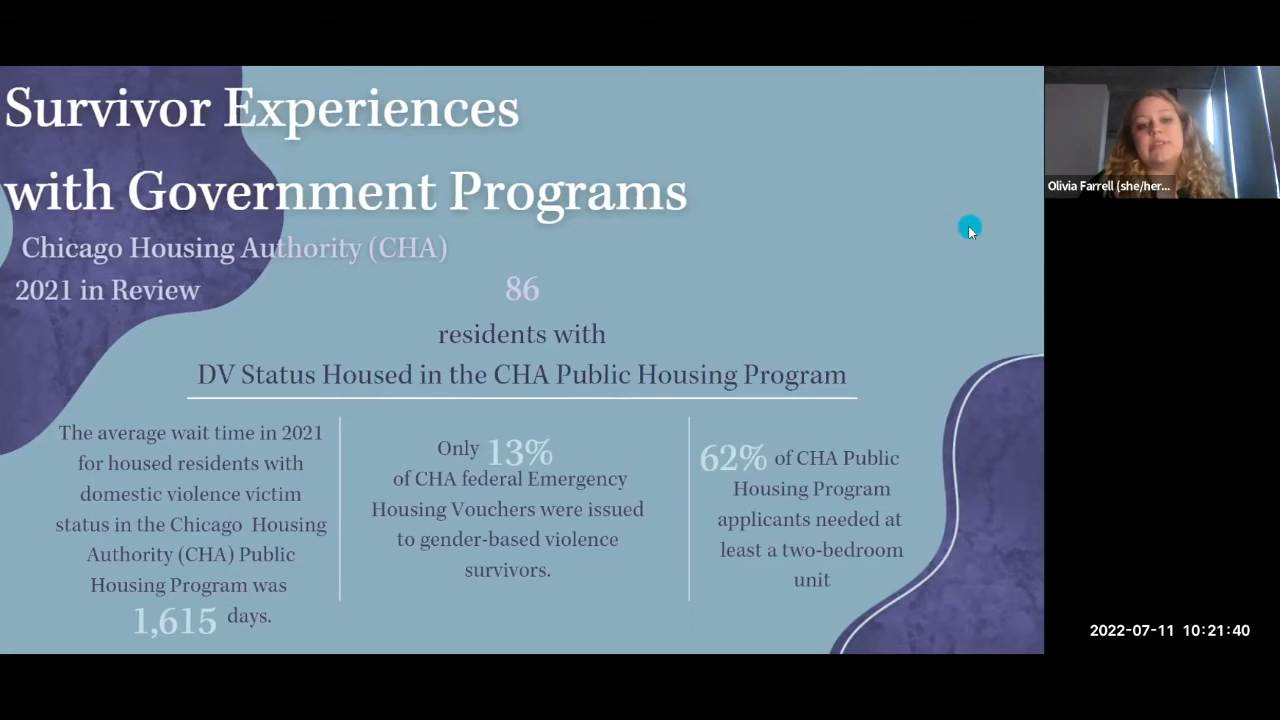 Survivor Experiences
with Government Programs
Chicago Housing Authority (CHA)
2021 in Review
86
residents with
DV Status Housed in the CHA Public Housing Program
The average wait time in 2021
for housed residents with
domestic violence victim
status in the Chicago Housing
Authority (CHA) Public
Housing Program was
1,615 days.
Only 13%
of CHA federal Emergency
Housing Vouchers were issued
to gender-based violence
survivors.
62% of CHA Public
Housing Program
applicants needed at
least a two-bedroom
unit
Olivia Farrell (she/her...
2022-07-11 10:21:40